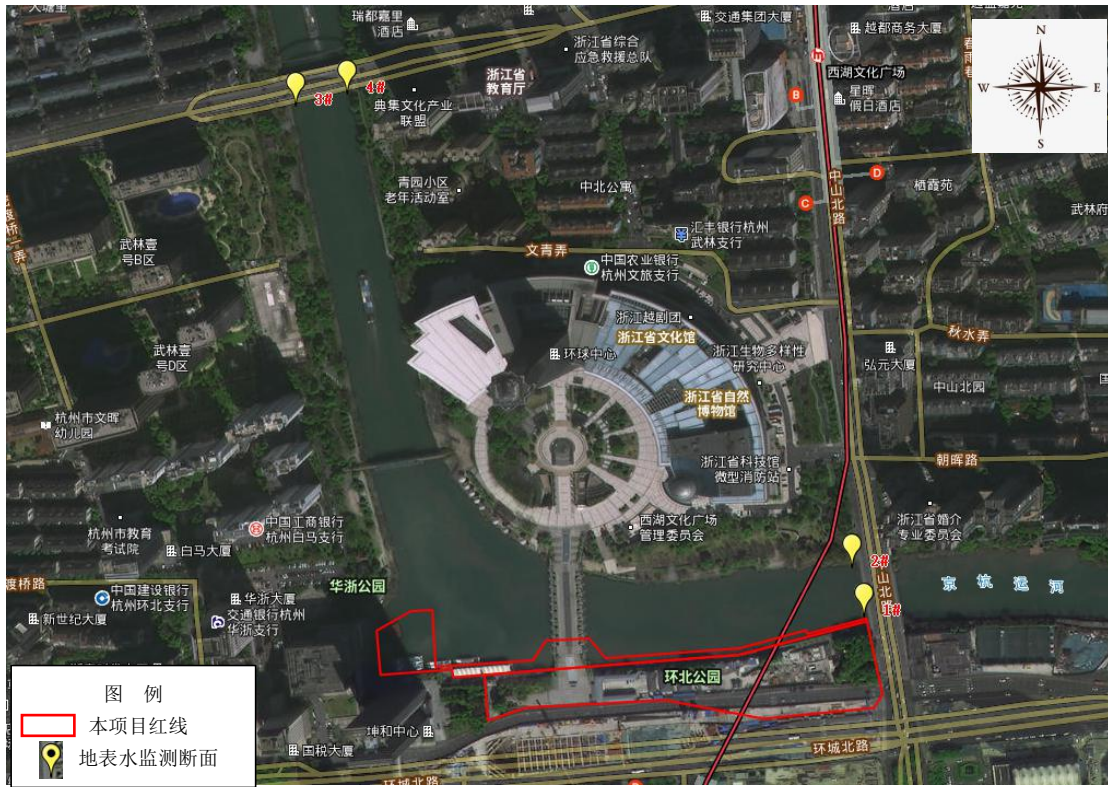 大塘里
瑞都嘉里
酒店
交通集团大厦
越都商务大厦
浙江省综合
应急救援总队
浙江省
教育厅
西湖文化广场
星晖
假日酒店
N
W
E
S
3#
4#
典集文化产业
联盟
B
D
C
青园小区
老年活动室
中北公寓
中山北路
栖霞苑
武林府
汇丰银行杭州
武林支行
武林壹
号B区
文青弄
中国农业银行
杭州文旅支行
浙江越剧团
浙江省文化馆
秋水弄
武林壹
号D区
环球中心
浙江生物多样性
研究中心
弘元大厦
中山北园
浙江省自然
博物馆
杭州市文晖
幼儿园
浙江省科技馆
微型消防站
朝晖路
杭州市教育
考试院
中国工商银行
杭州白马支行
白马大厦
西湖文化广场
管理委员会
浙江省婚介
专业委员会
2#
渡桥路
中国建设银行
杭州环北支行
华浙公园
京杭运河
1#
新世纪大厦
华浙大厦
交通银行杭州
华浙支行
环北公园
图 例
本项目红线
地表水监测断面
坤和中心
国税大厦
环城北路
环城北路